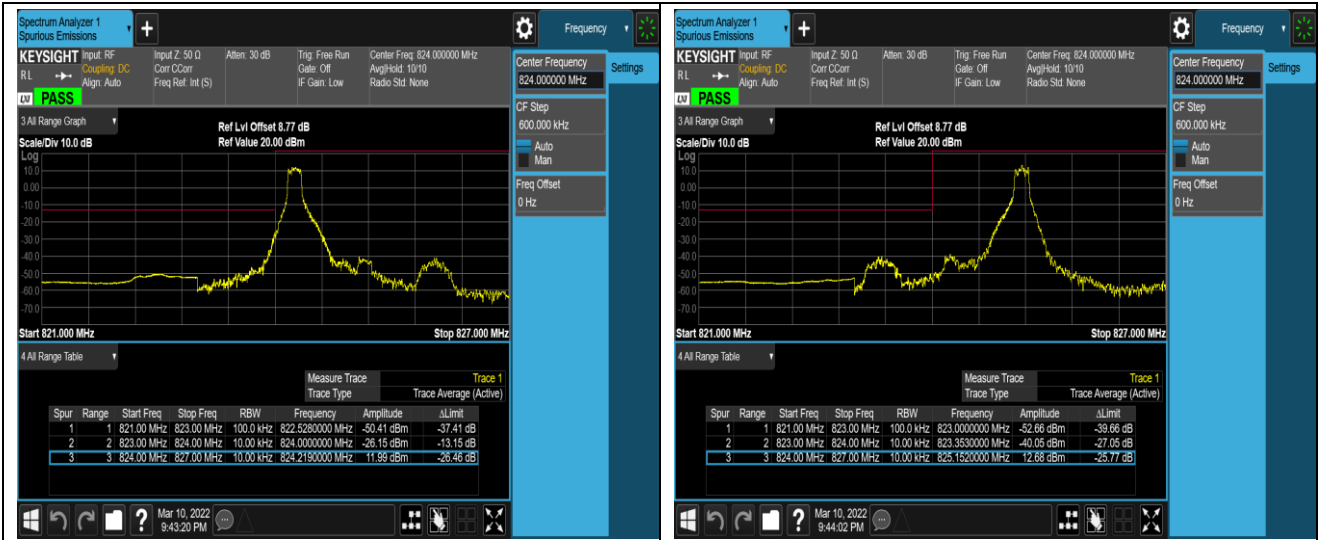 Spectrum Analyzer 1
Spurious Emissions
Frequency
KEYSIGHT Input: RF
Coupling: DC
Align: Auto
RL
Input Z: 50 Ω
Corr CCorr
Freq Ref: Int (S)
Atten: 30 dB
Trig: Free Run
Gate: Off
IF Gain: Low
Center Freq: 824.000000 MHz
Avg|Hold: 10/10
Radio Std: None
PASS
Center Frequency
824.000000 MHz
Settings
CF Step
600.000 kHz
Auto
Man
Freq Offset
0 Hz
3 All Range Graph
Scale/Div 10.0 dB
Ref Lvl Offset 8.77 dB
Ref Value 20.00 dBm
Log
10.0
0.00
-10.0
-20.0
-30.0
-40.0
-50.0
-60.0
-70.0
Start 821.000 MHz
Stop 827.000 MHz
4 All Range Table
Measure Trace Trace 1
Trace Type Trace Average (Active)
Spur Range Start Freq Stop Freq RBW Frequency Amplitude ΔLimit
1 1 821.00 MHz 823.00 MHz 100.0 kHz 822.5280000 MHz -50.41 dBm -37.41 dB
2 2 823.00 MHz 824.00 MHz 10.00 kHz 824.0000000 MHz -26.15 dBm -13.15 dB
3 3 824.00 MHz 827.00 MHz 10.00 kHz 824.2190000 MHz 11.99 dBm -26.46 dB
Mar 10, 2022
9:43:20 PM
Spectrum Analyzer 1
Spurious Emissions
Frequency
KEYSIGHT Input: RF
Coupling: DC
Align: Auto
RL
Input Z: 50 Ω
Corr CCorr
Freq Ref: Int (S)
Atten: 30 dB
Trig: Free Run
Gate: Off
IF Gain: Low
Center Freq: 824.000000 MHz
Avg|Hold: 10/10
Radio Std: None
PASS
Center Frequency
824.000000 MHz
Settings
CF Step
600.000 kHz
Auto
Man
Freq Offset
0 Hz
3 All Range Graph
Scale/Div 10.0 dB
Ref Lvl Offset 8.77 dB
Ref Value 20.00 dBm
Log
10.0
0.00
-10.0
-20.0
-30.0
-40.0
-50.0
-60.0
-70.0
Start 821.000 MHz
Stop 827.000 MHz
4 All Range Table
Measure Trace Trace 1
Trace Type Trace Average (Active)
Spur Range Start Freq Stop Freq RBW Frequency Amplitude ΔLimit
1 1 821.00 MHz 823.00 MHz 100.0 kHz 823.0000000 MHz -52.66 dBm -39.66 dB
2 2 823.00 MHz 824.00 MHz 10.00 kHz 823.3530000 MHz -40.05 dBm -27.05 dB
3 3 824.00 MHz 827.00 MHz 10.00 kHz 825.1520000 MHz 12.68 dBm -25.77 dB
Mar 10, 2022
9:44:02 PM